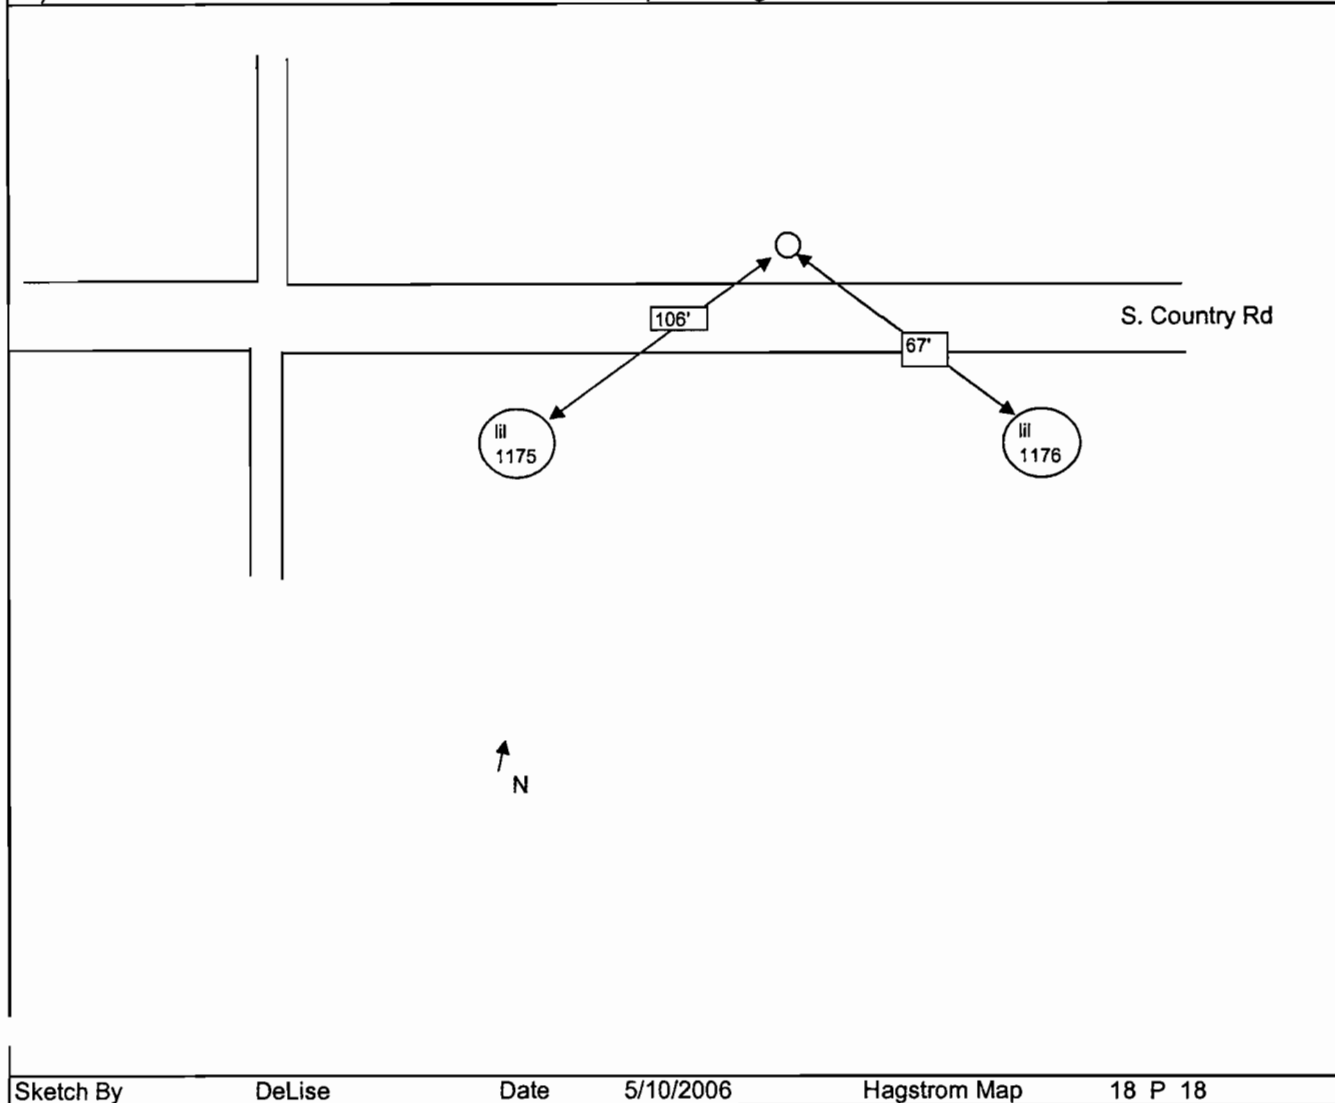 S. Country Rd
106'
67'
lil
1175
lil
1176
N
Sketch By DeLise Date 5/10/2006 Hagstrom Map 18 P 18